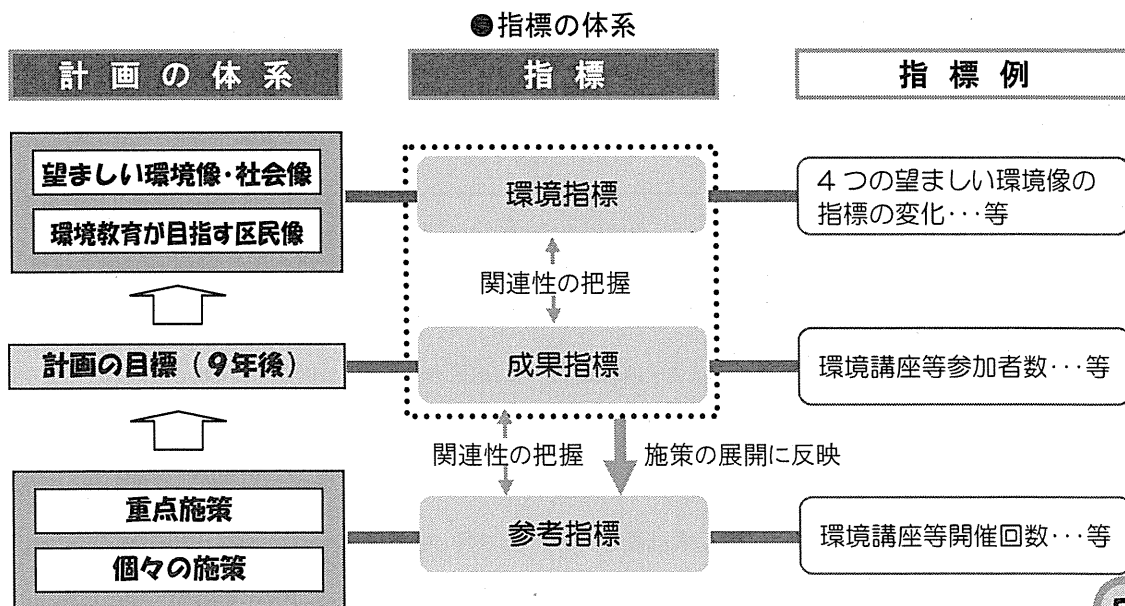 ●指標の体系
計画の体系
指標
指標例
望ましい環境像・社会像
環境教育が目指す区民像
環境指標
4つの望ましい環境像の
指標の変化･･･等
関連性の把握
計画の目標（9年後）
成果指標
環境講座等参加者数･･･等
関連性の把握
施策の展開に反映
重点施策
個々の施策
参考指標
環境講座等開催回数･･･等